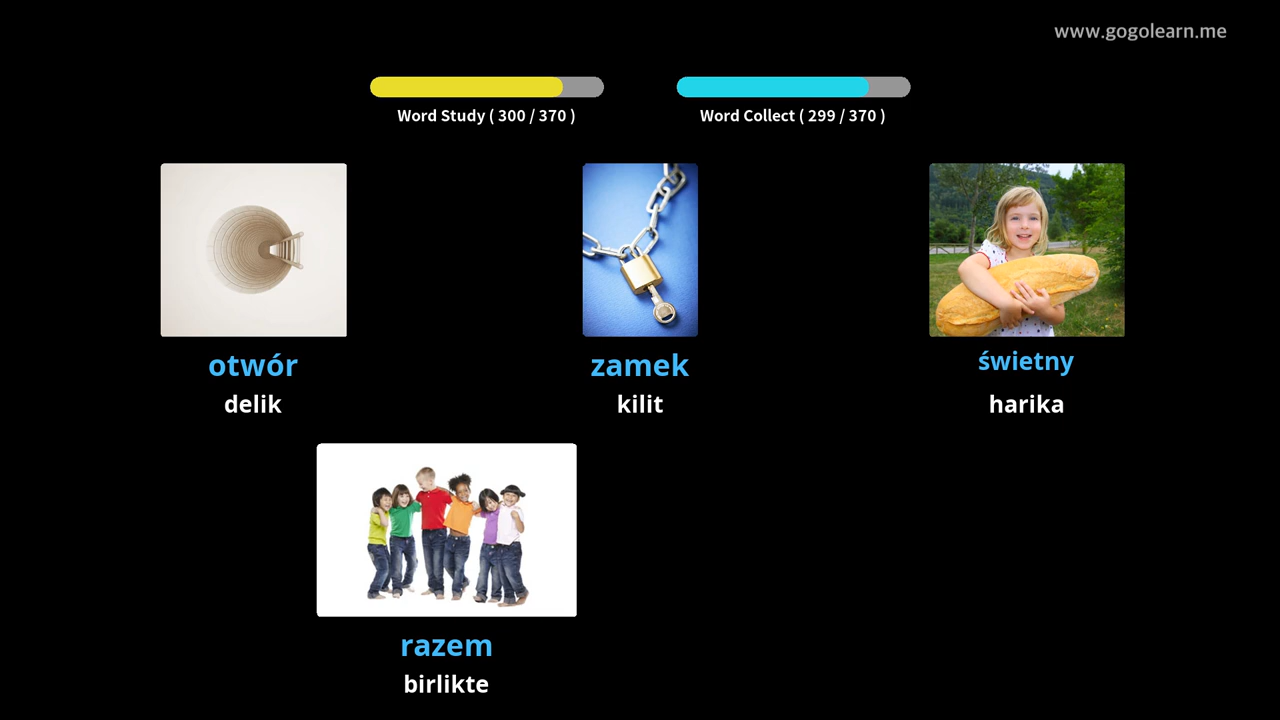 www.gogolearn.me
Word Study ( 300 / 370 )
Word Collect ( 299 / 370 )
otwór
delik
zamek
kilit
świetny
harika
razem
birlikte